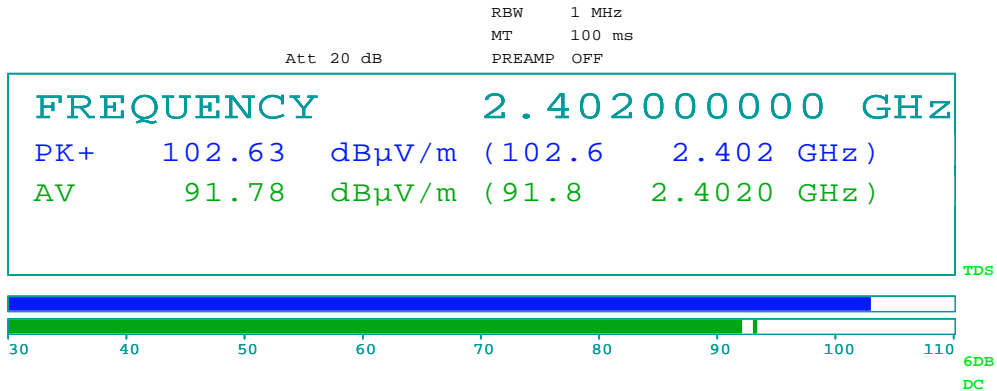 RBW 1 MHz
MT 100 ms
Att 20 dB PREAMP OFF
FREQUENCY 2.402000000 GHz
PK+ 102.63 dBµV/m (102.6 2.402 GHz)
AV 91.78 dBµV/m (91.8 2.4020 GHz)
TDS
30 40 50 60 70 80 90 100 110
6DB
DC